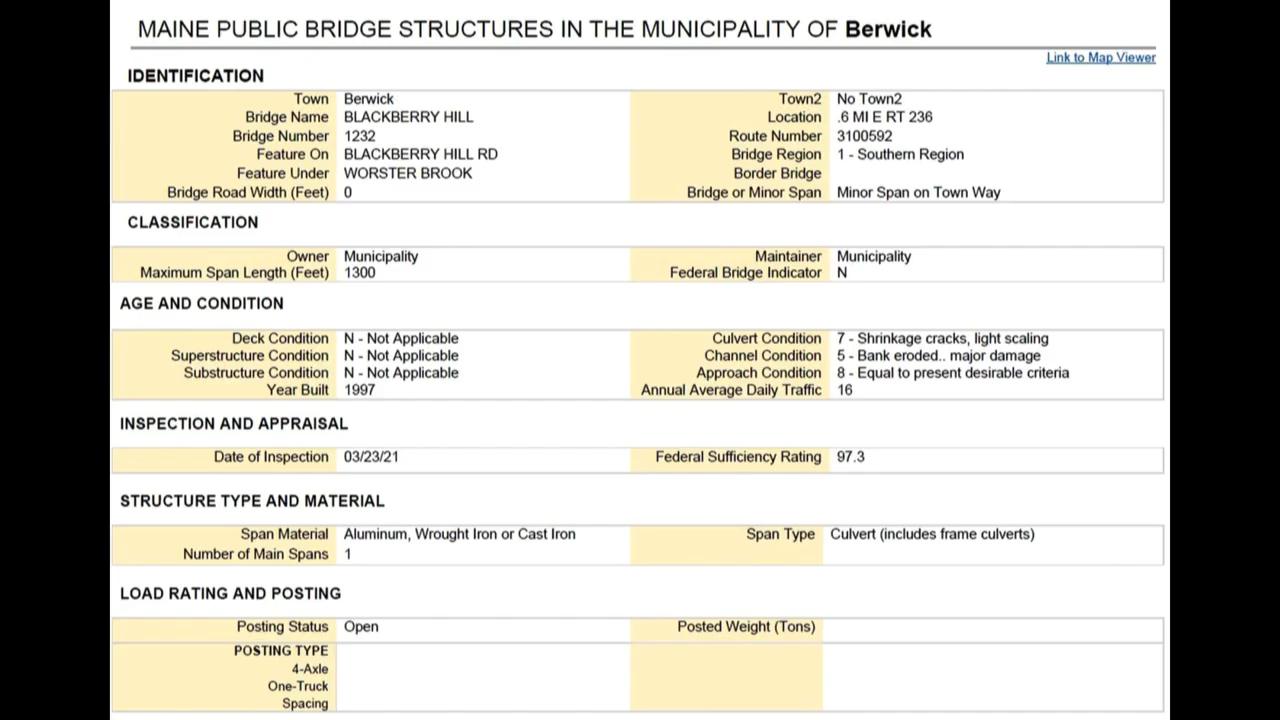 MAINE PUBLIC BRIDGE STRUCTURES IN THE MUNICIPALITY OF Berwick
Link to Map Viewer
IDENTIFICATION
Town Berwick Town2 No Town2
Bridge Name BLACKBERRY HILL Location .6 MI E RT 236
Bridge Number 1232 Route Number 3100592
Feature On BLACKBERRY HILL RD Bridge Region 1 - Southern Region
Feature Under WORSTER BROOK Border Bridge
Bridge Road Width (Feet) 0 Bridge or Minor Span Minor Span on Town Way
CLASSIFICATION
Owner Municipality Maintainer Municipality
Maximum Span Length (Feet) 1300 Federal Bridge Indicator N
AGE AND CONDITION
Deck Condition N - Not Applicable Culvert Condition 7 - Shrinkage cracks, light scaling
Superstructure Condition N - Not Applicable Channel Condition 5 - Bank eroded.. major damage
Substructure Condition N - Not Applicable Approach Condition 8 - Equal to present desirable criteria
Year Built 1997 Annual Average Daily Traffic 16
INSPECTION AND APPRAISAL
Date of Inspection 03/23/21 Federal Sufficiency Rating 97.3
STRUCTURE TYPE AND MATERIAL
Span Material Aluminum, Wrought Iron or Cast Iron Span Type Culvert (includes frame culverts)
Number of Main Spans 1
LOAD RATING AND POSTING
Posting Status Open Posted Weight (Tons)
POSTING TYPE
4-Axle
One-Truck
Spacing